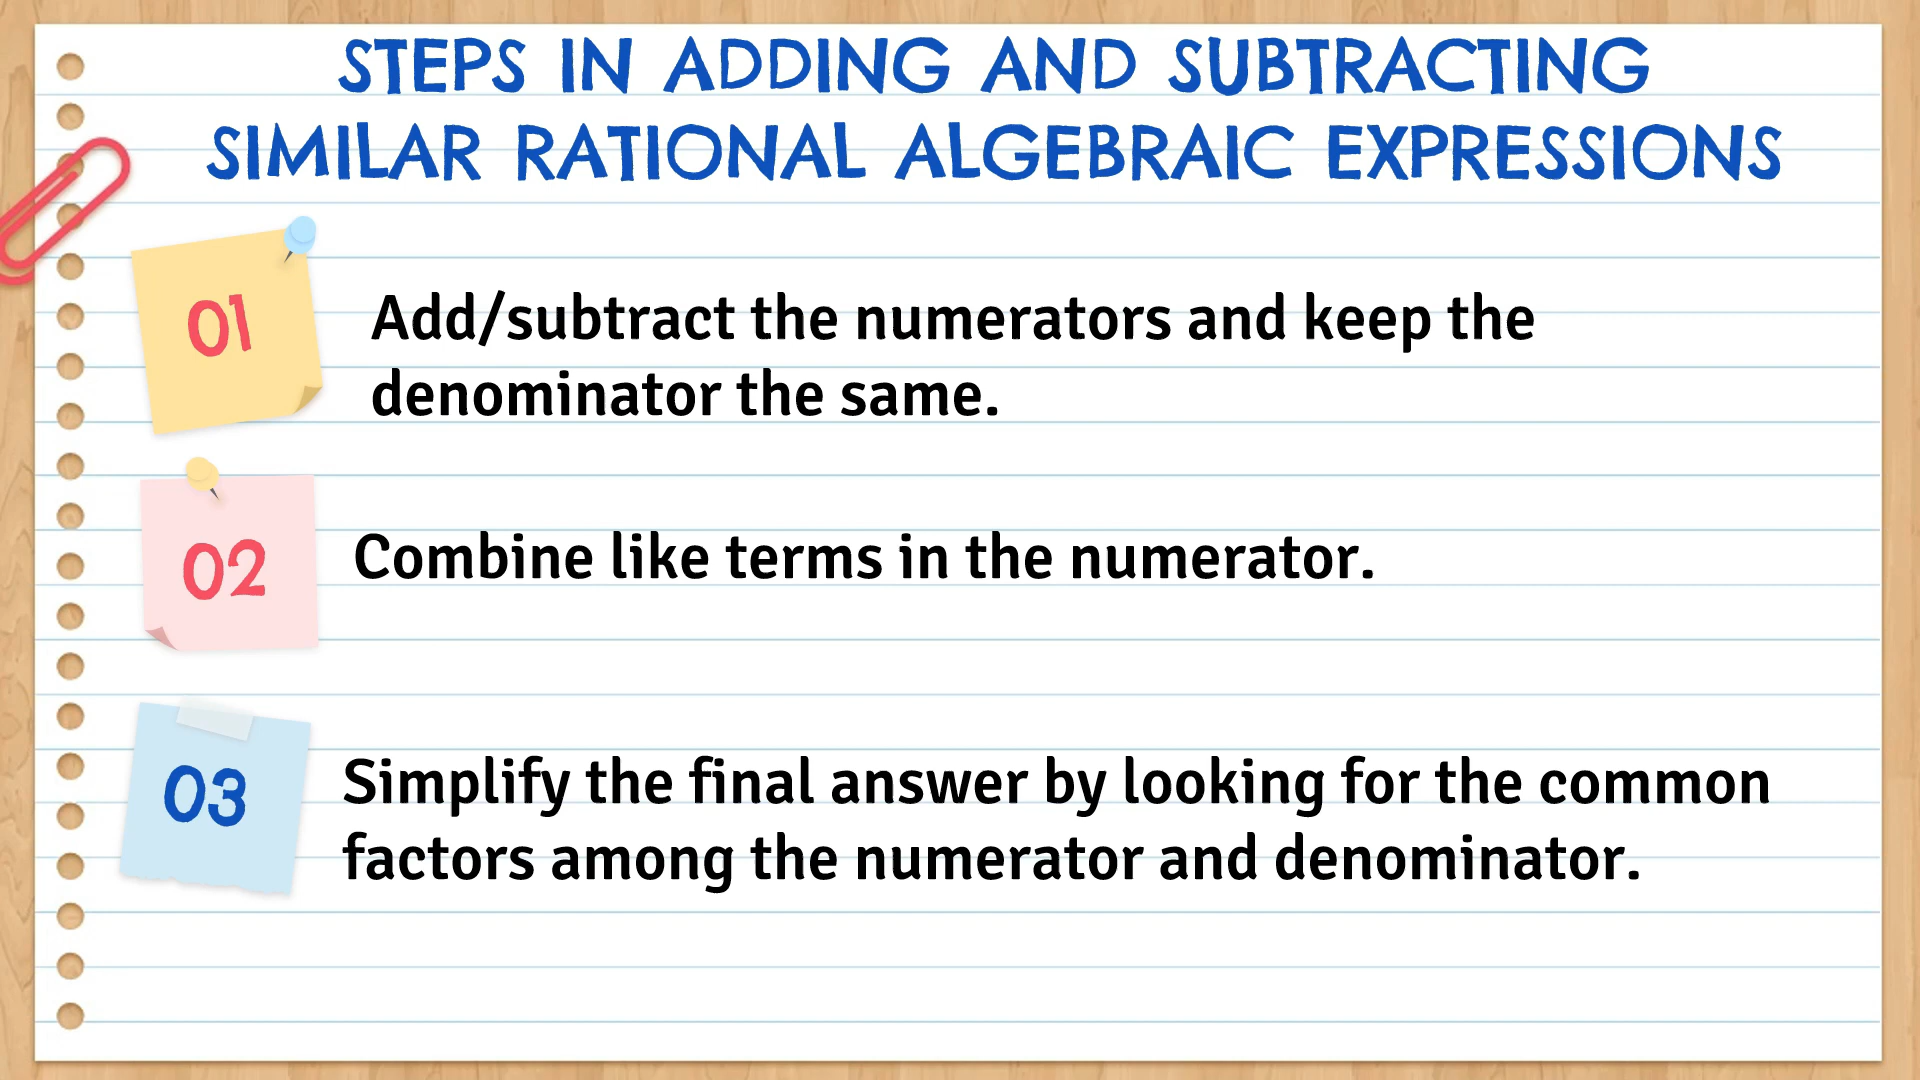 STEPS IN ADDING AND SUBTRACTING
SIMILAR RATIONAL ALGEBRAIC EXPRESSIONS
01
Add/subtract the numerators and keep the
denominator the same.
02
Combine like terms in the numerator.
03
Simplify the final answer by looking for the common
factors among the numerator and denominator.